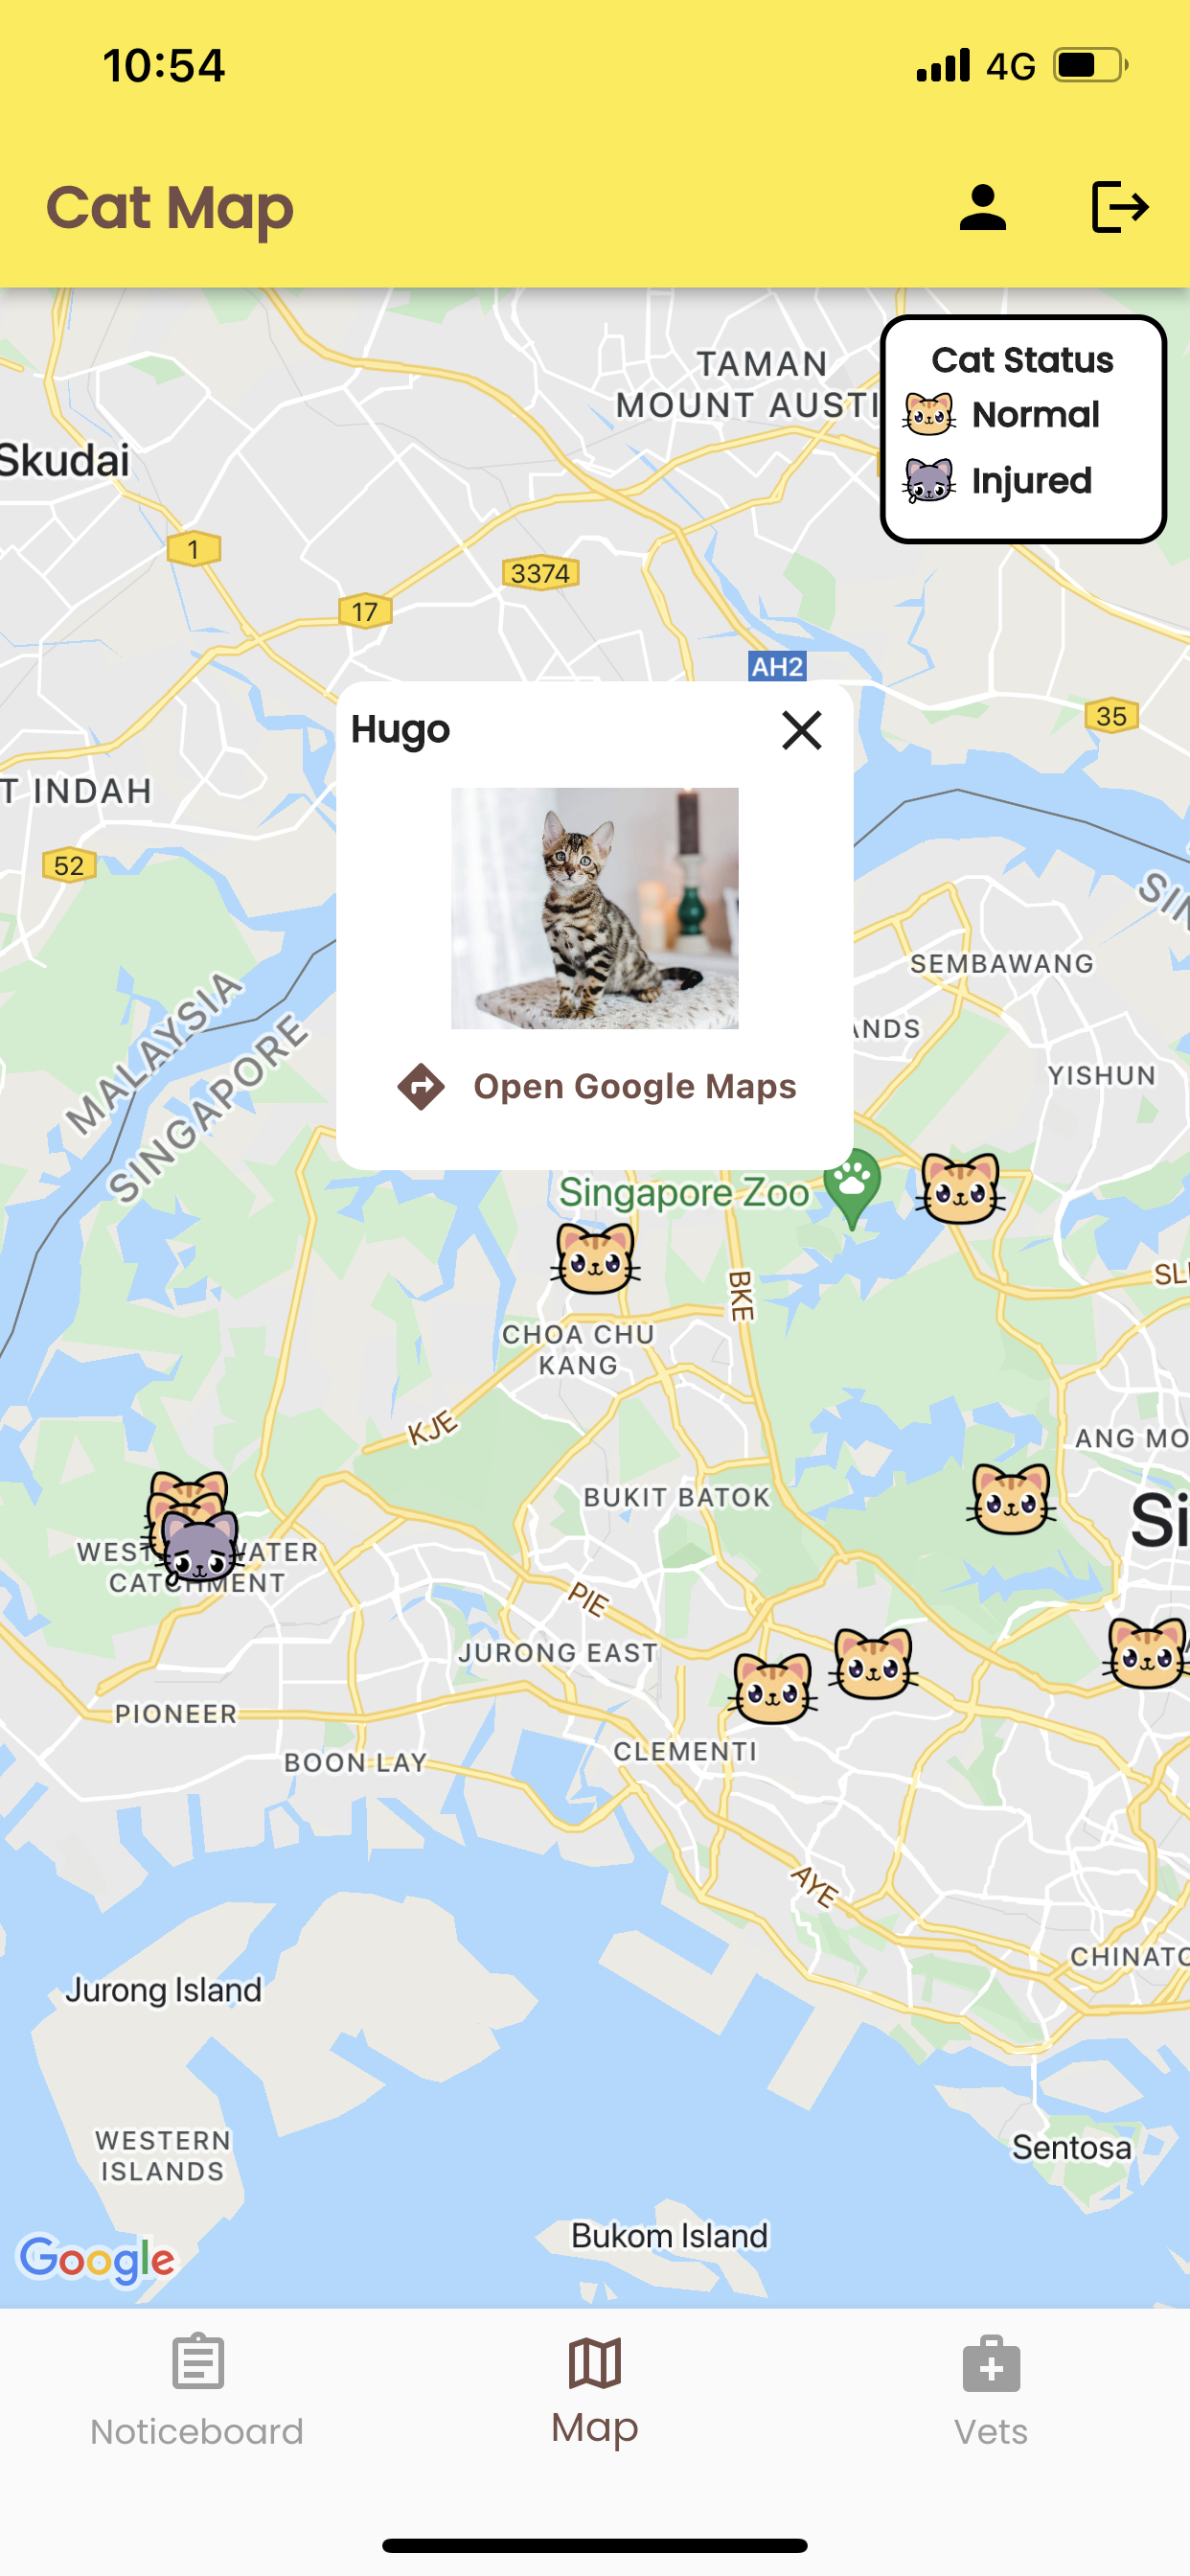 10:54
4G
Cat Map
Cat Status
Normal
Injured
TAMAN
MOUNT AUSTI
Skudai
1
3374
17
AH2
35
T INDAH
52
Hugo
Open Google Maps
SIN
SEMBAWANG
ANDS
YISHUN
MALAYSIA
SINGAPORE
Singapore Zoo
BKE
SL
CHOA CHU
KANG
KJE
ANG MO
BUKIT BATOK
Si
WEST
WATER
CATCHMENT
PIE
JURONG EAST
PIONEER
BOON LAY
CLEMENTI
AYE
CHINATO
Jurong Island
WESTERN
ISLANDS
Sentosa
Bukom Island
Google
Noticeboard
Map
Vets